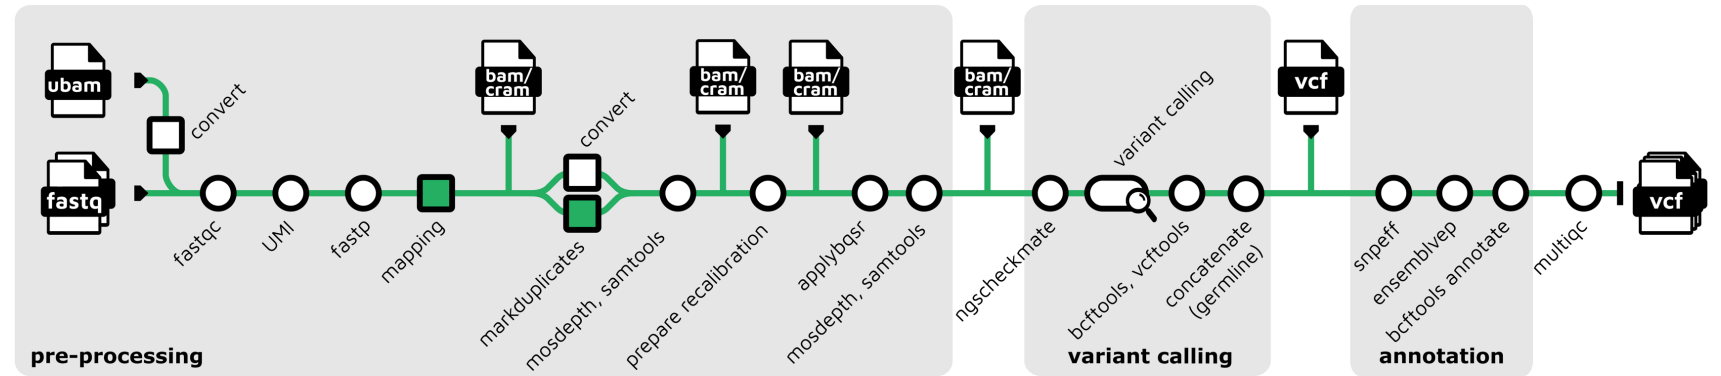 ubam
convert
fastq
fastqc
UMI
fastp
mapping
bam/
cram
convert
markduplicates
mosdepth, samtools
bam/
cram
prepare recalibration
bam/
cram
applybqsr
mosdepth, samtools
pre-processing
bam/
cram
ngscheckmate
variant calling
bcftools, vcftools
concatenate
(germline)
variant calling
vcf
snpeff
ensemblvep
bcftools annotate
annotation
multiqc
vcf